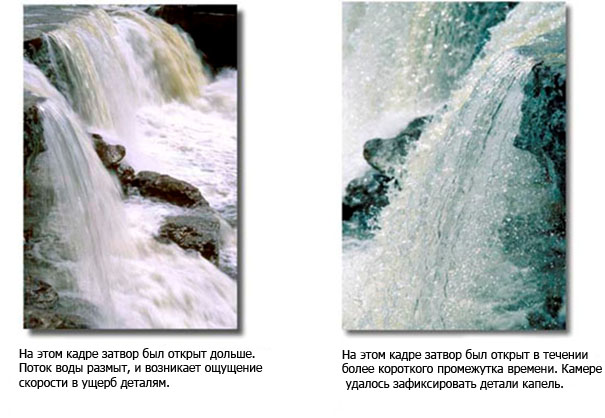 На этом кадре затвор был открыт дольше.
Поток воды размыт, и возникает ощущение
скорости в ущерб деталям.
На этом кадре затвор был открыт в течении
более короткого промежутка времени. Камере
удалось зафиксировать детали капель.